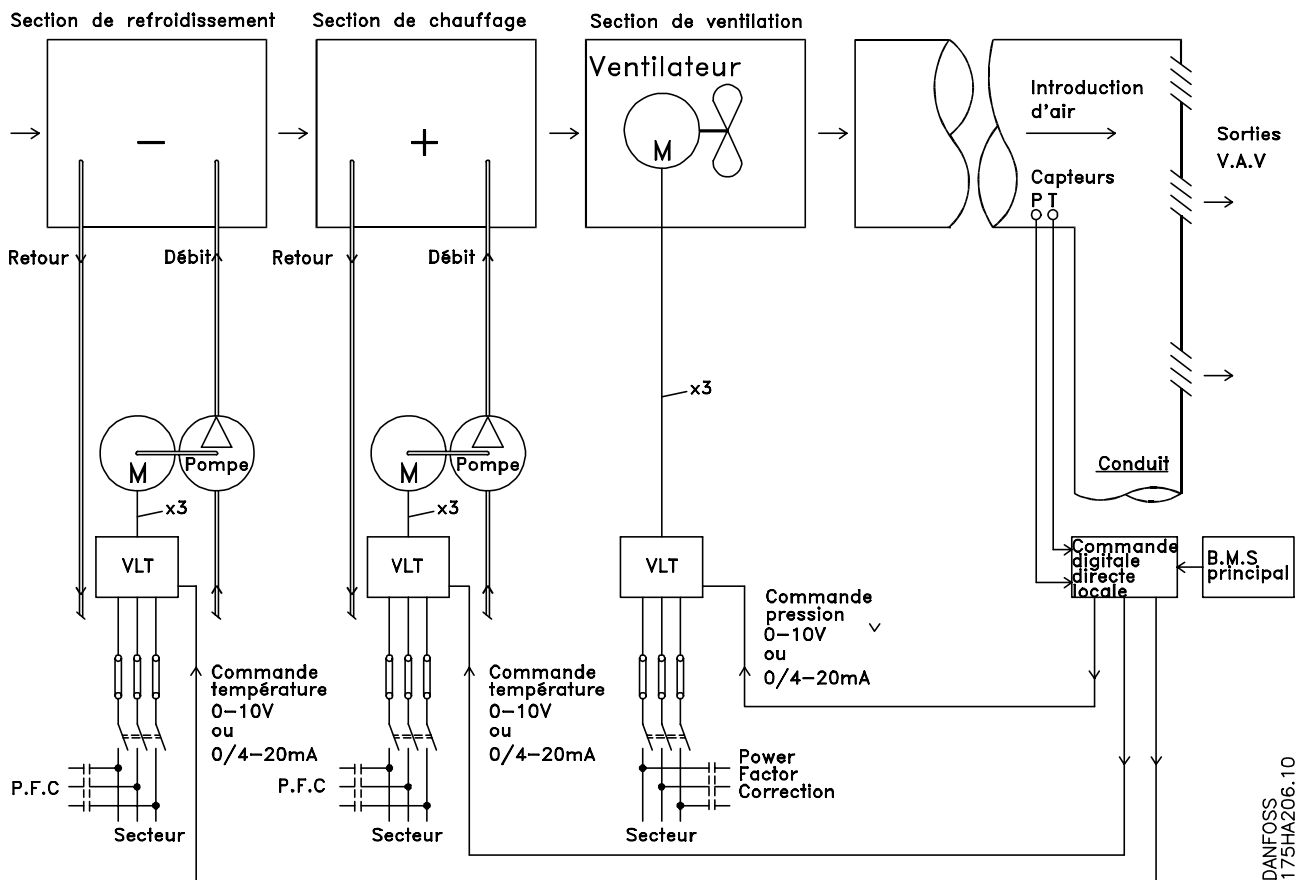 Section de refroidissement
Section de chauffage
Section de ventilation
Ventilateur
M
Introduction
d'air
Sorties
V.A.V
Capteurs
P T
Retour
Débit
Retour
Débit
x3
M
Pompe
M
Pompe
Conduit
x3
x3
VLT
VLT
VLT
Commande
digitale
directe
locale
B.M.S
principal
Commande
pression
0-10V
ou
0/4-20mA
Commande
température
0-10V
ou
0/4-20mA
Commande
température
0-10V
ou
0/4-20mA
P.F.C
P.F.C
Power
Factor
Correction
Secteur
Secteur
Secteur
DANFOSS
175HA206.10